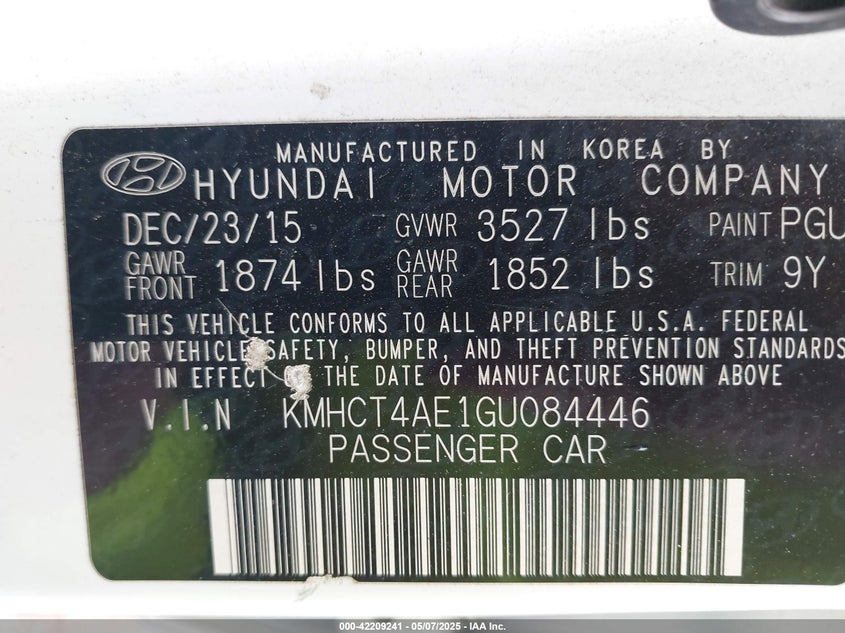 MANUFACTURED IN KOREA BY
HYUNDAI MOTOR COMPANY
DEC/23/15 GVWR 3527 lbs PAINT PGU
GAWR FRONT 1874 lbs GAWR REAR 1852 lbs TRIM 9Y
THIS VEHICLE CONFORMS TO ALL APPLICABLE U.S.A. FEDERAL
MOTOR VEHICLE SAFETY, BUMPER, AND THEFT PREVENTION STANDARDS
IN EFFECT THE DATE OF MANUFACTURE SHOWN ABOVE
V.I.N KMHCT4AE1GU084446
PASSENGER CAR
000-42209241 - 05/07/2025 - IAA Inc.